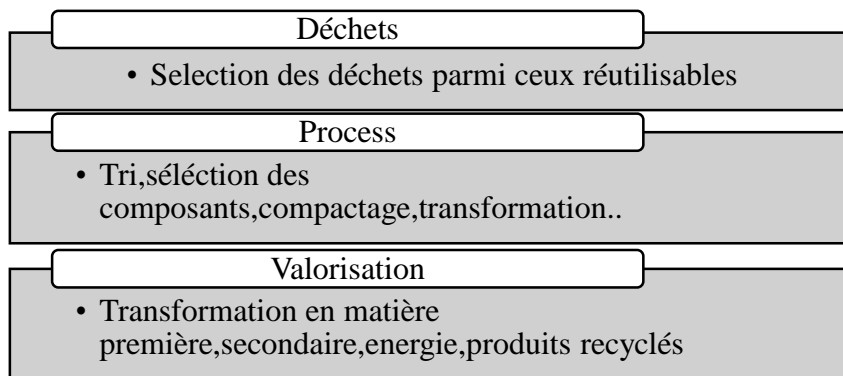 Déchets
• Selection des déchets parmi ceux réutilisables
Process
• Tri,séléction des
composants,compactage,transformation..
Valorisation
• Transformation en matière
première,secondaire,energie,produits recyclés